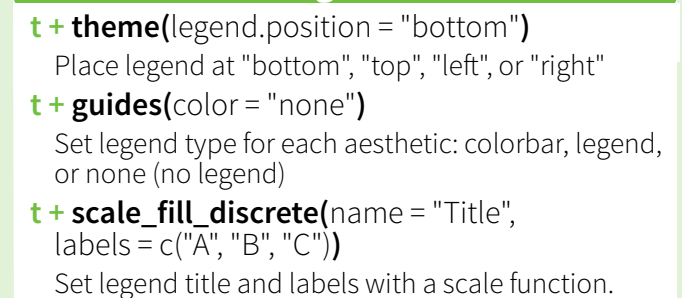 t + theme(legend.position = "bottom")
Place legend at "bottom", "top", "left", or "right"
t + guides(color = "none")
Set legend type for each aesthetic: colorbar, legend,
or none (no legend)
t + scale_fill_discrete(name = "Title",
labels = c("A", "B", "C"))
Set legend title and labels with a scale function.